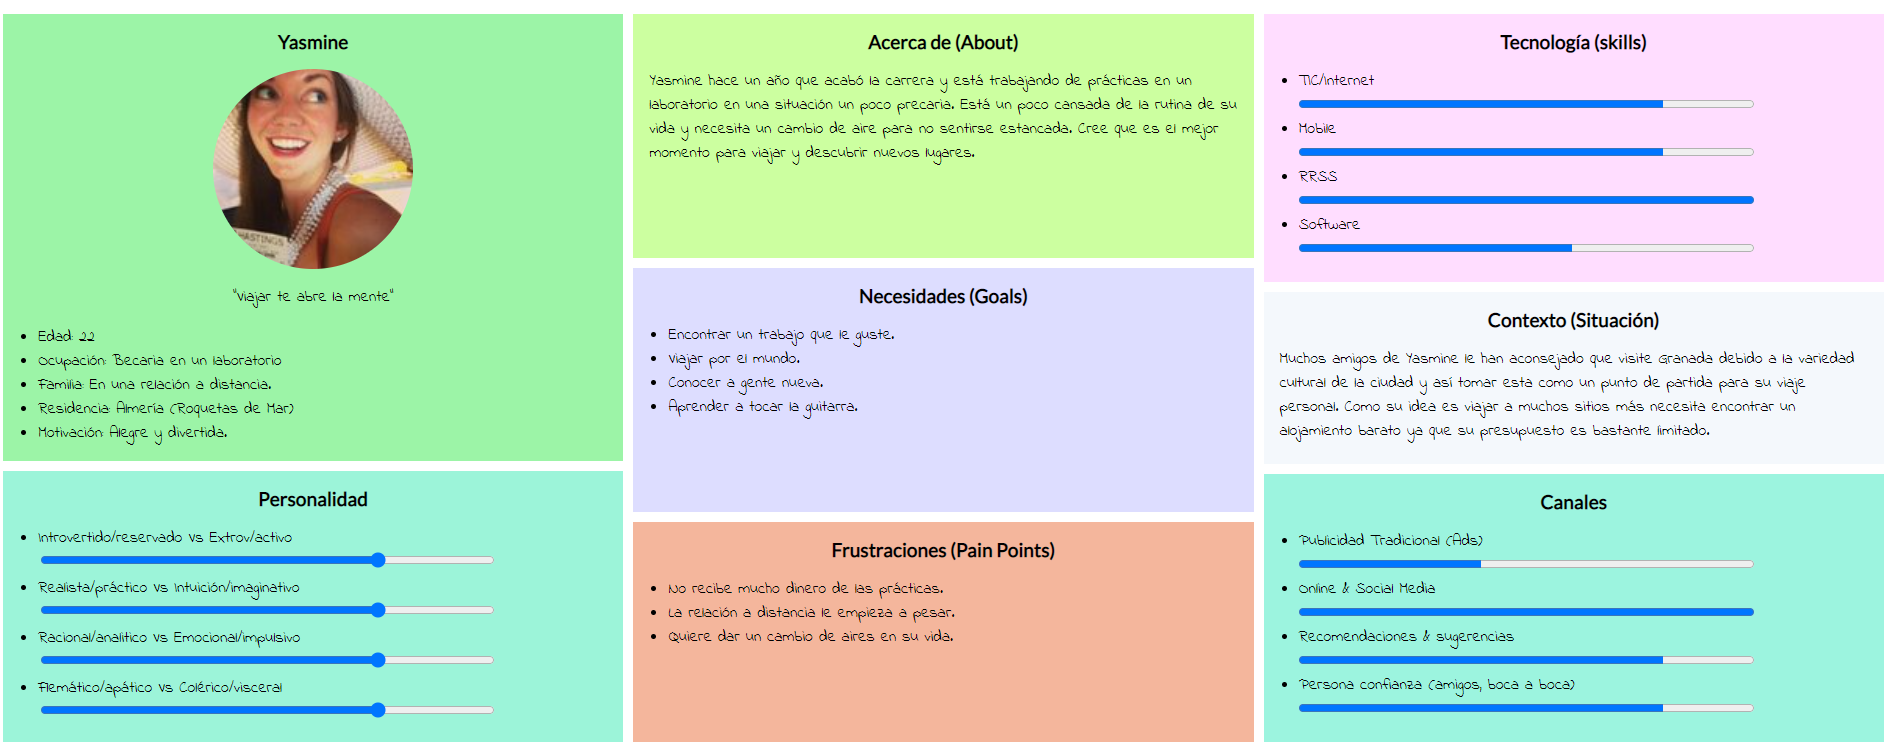 Yasmine
HASTINGS
"Viajar te abre la mente"
Edad: 22
Ocupación: Becaria en un laboratorio
Familia: En una relación a distancia.
Residencia: Almería (Roquetas de Mar)
Motivación: Alegre y divertida.
Personalidad
Introvertido/reservado Vs Extrov/activo
Realista/práctico Vs Intuición/imaginativo
Racional/analítico Vs Emocional/impulsivo
Flemático/apático Vs Colérico/visceral
Acerca de (About)
Yasmine hace un año que acabó la carrera y está trabajando de prácticas en un
laboratorio en una situación un poco precaria. Está un poco cansada de la rutina de su
vida y necesita un cambio de aire para no sentirse estancada. Cree que es el mejor
momento para viajar y descubrir nuevos lugares.
Necesidades (Goals)
Encontrar un trabajo que le guste.
Viajar por el mundo.
Conocer a gente nueva.
Aprender a tocar la guitarra.
Frustraciones (Pain Points)
No recibe mucho dinero de las prácticas.
La relación a distancia le empieza a pesar.
Quiere dar un cambio de aires en su vida.
Tecnología (skills)
TIC/Internet
Mobile
RRSS
Software
Contexto (Situación)
Muchos amigos de Yasmine le han aconsejado que visite Granada debido a la variedad
cultural de la ciudad y así tomar esta como un punto de partida para su viaje
personal. Como su idea es viajar a muchos sitios más necesita encontrar un
alojamiento barato ya que su presupuesto es bastante limitado.
Canales
Publicidad Tradicional (Ads)
Online & Social Media
Recomendaciones & sugerencias
Persona confianza (amigos, boca a boca)